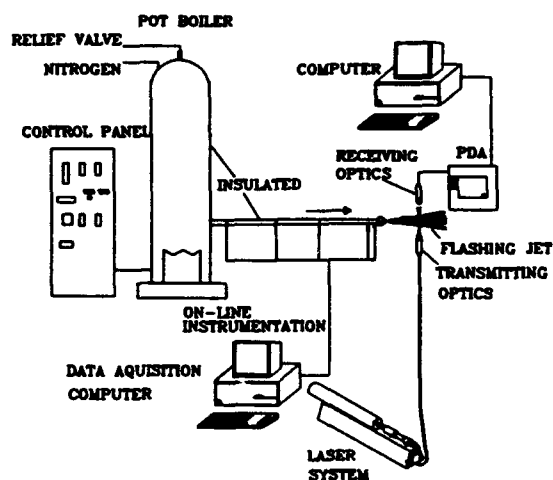 POT BOILER
RELIEF VALVE
NITROGEN
COMPUTER
CONTROL PANEL
RECEIVING
OPTICS
PDA
INSULATED
FLASHING JET
TRANSMITTING
OPTICS
ON-LINE
INSTRUMENTATION
DATA AQUISITION
COMPUTER
LASER
SYSTEM